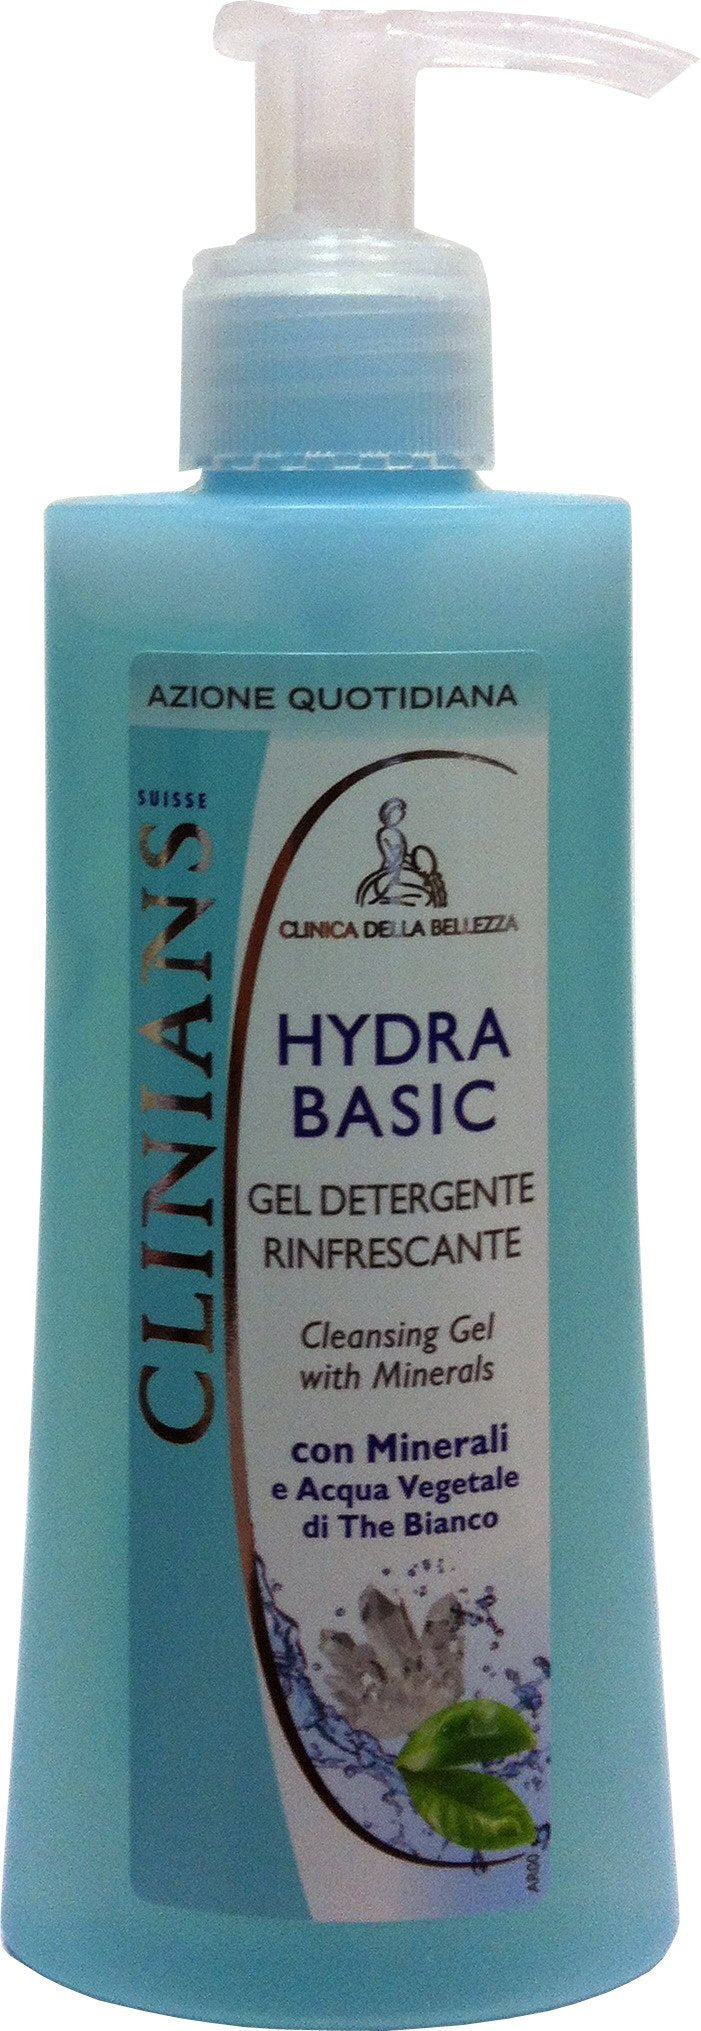 AZIONE QUOTIDIANA
SUISSE
CLINIANS
CLINICA DELLA BELLEZZA
HYDRA
BASIC
GEL DETERGENTE
RINFRESCANTE
Cleansing Gel
with Minerals
con Minerali
e Acqua Vegetale
di The Bianco
AR00